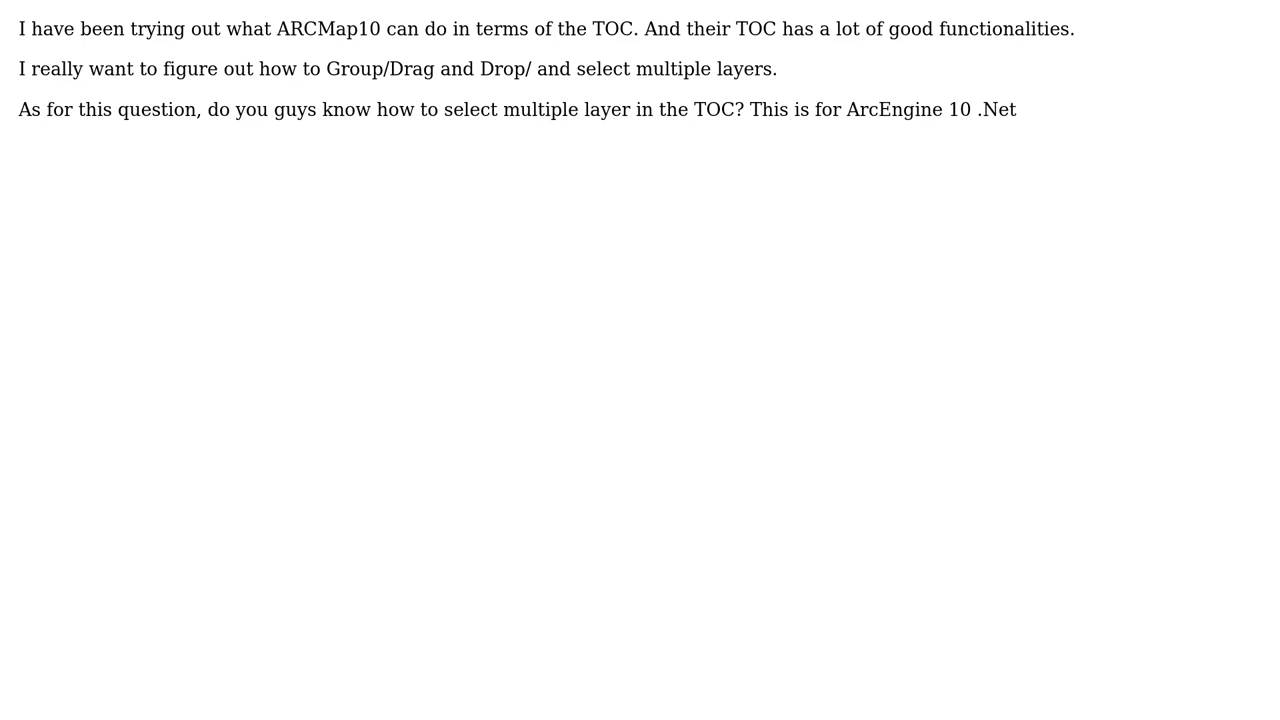 I have been trying out what ARCMap10 can do in terms of the TOC. And their TOC has a lot of good functionalities.
I really want to figure out how to Group/Drag and Drop/ and select multiple layers.
As for this question, do you guys know how to select multiple layer in the TOC? This is for ArcEngine 10 .Net